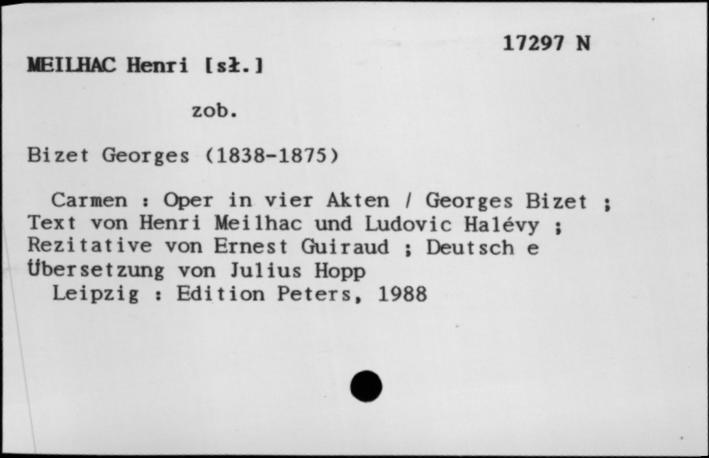 17297 N
MEILHAC Henri [sł.]
zob.
Bizet Georges (1838-1875)
Carmen : Oper in vier Akten / Georges Bizet ;
Text von Henri Meilhac und Ludovic Halévy ;
Rezitative von Ernest Guiraud ; Deutsch e
Übersetzung von Julius Hopp
Leipzig : Edition Peters, 1988